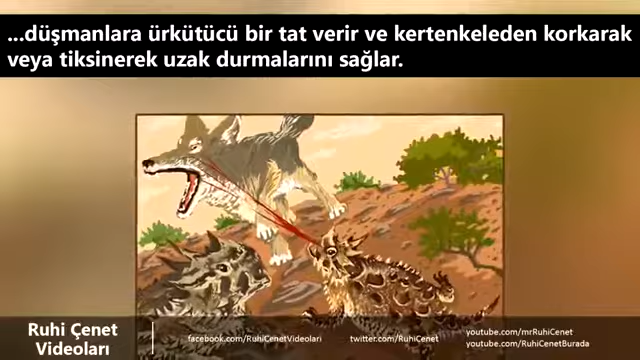 ...düşmanlara ürkütücü bir tat verir ve kertenkeleden korkarak
veya tiksinerek uzak durmalarını sağlar.
Ruhi Çenet
Videoları
facebook.com/RuhiCenetVideolari
twitter.com/RuhiCenet
youtube.com/mrRuhiCenet
youtube.com/RuhiCenetBurada